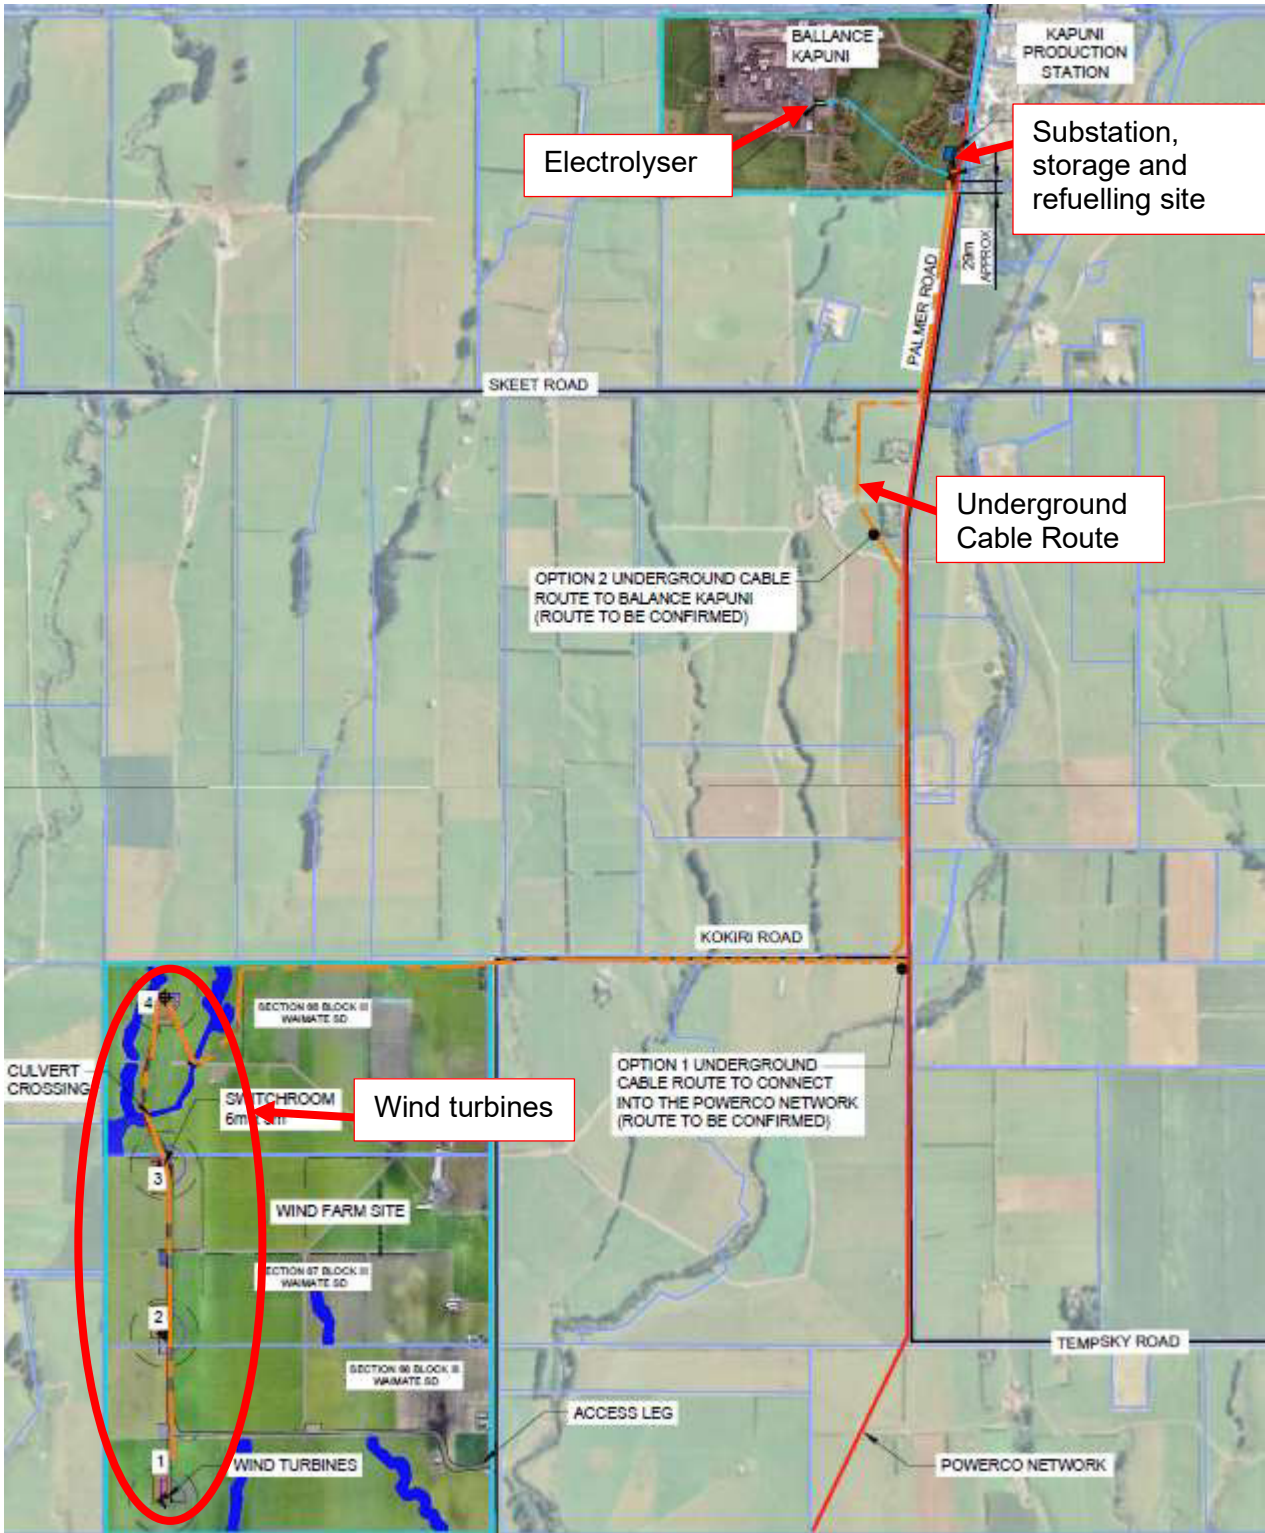 BALLANCE
KAPUNI
KAPUNI
PRODUCTION
STATION
Electrolyser
Substation,
storage and
refuelling site
29m
APPROX
PALMER ROAD
SKEET ROAD
Underground
Cable Route
OPTION 2 UNDERGROUND CABLE
ROUTE TO BALANCE KAPUNI
(ROUTE TO BE CONFIRMED)
KOKIRI ROAD
4
SECTION 66 BLOCK III
WAIMATE SD
CULVERT
CROSSING
SWITCHROOM
Wind turbines
OPTION 1 UNDERGROUND
CABLE ROUTE TO CONNECT
INTO THE POWERCO NETWORK
(ROUTE TO BE CONFIRMED)
3
WIND FARM SITE
SECTION 67 BLOCK III
WAIMATE SD
2
TEMPSKY ROAD
SECTION 68 BLOCK III
WAIMATE SD
ACCESS LEG
1
WIND TURBINES
POWERCO NETWORK